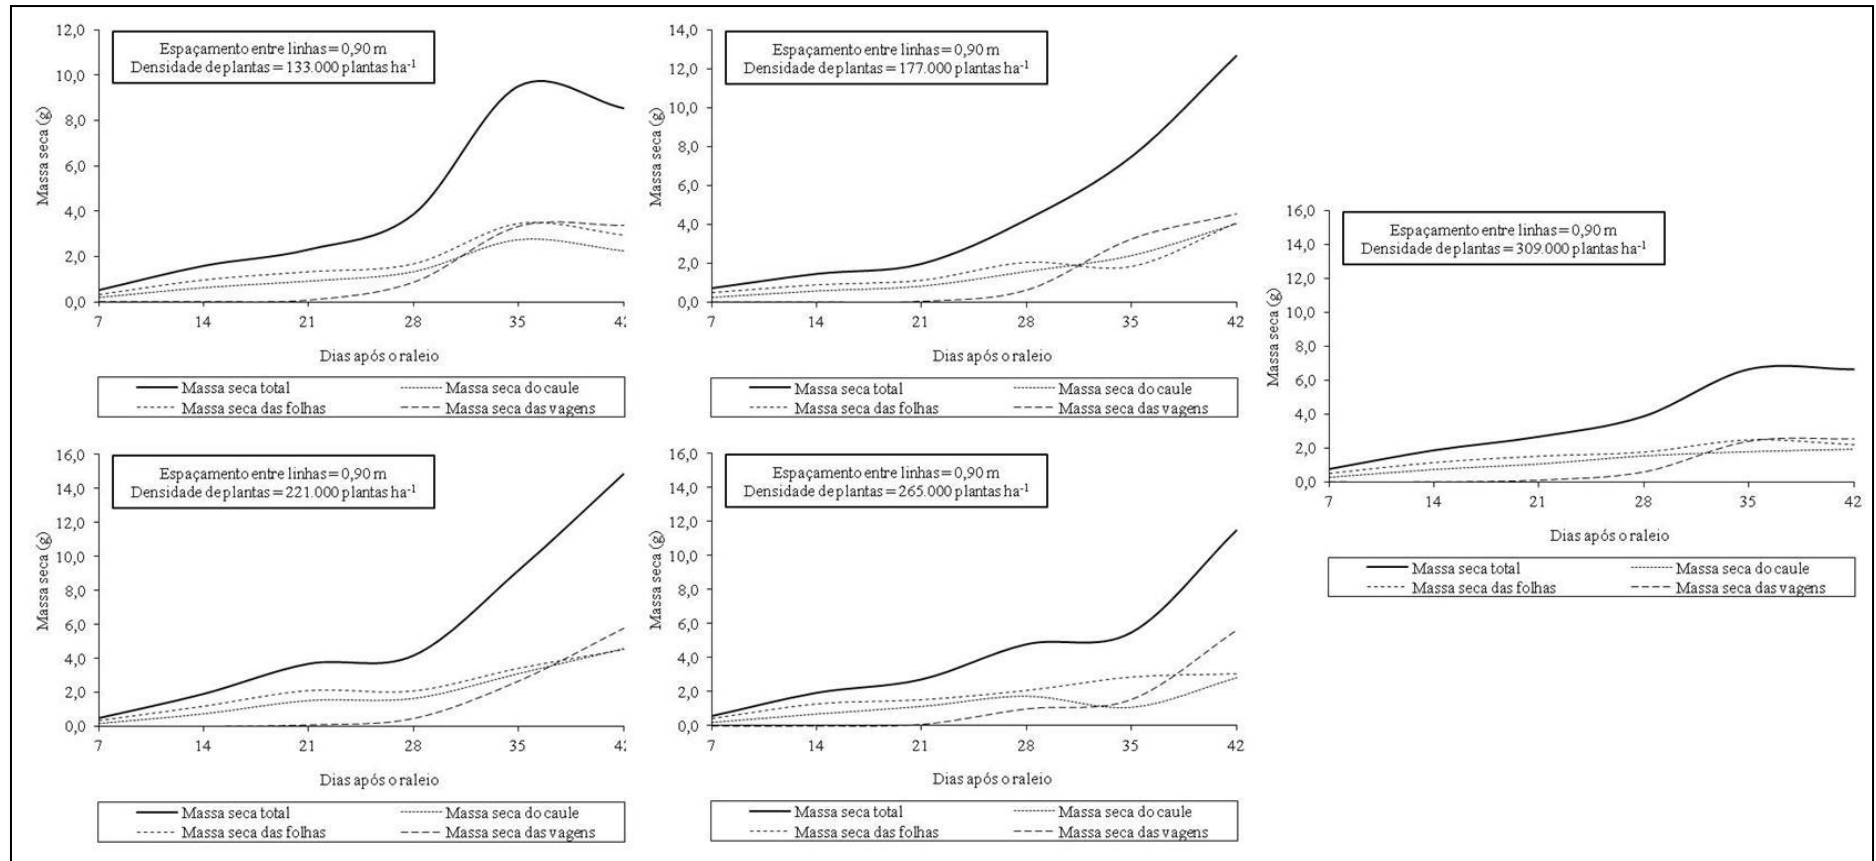 12,0
10,0
8,0
6,0
4,0
2,0
0,0
Massa seca (g)
Espaçamento entre linhas = 0,90 m
Densidade de plantas = 133.000 plantas ha⁻¹
7 14 21 28 35 42
Dias após o raleio
Massa seca total Massa seca do caule
Massa seca das folhas Massa seca das vagens
14,0
12,0
10,0
8,0
6,0
4,0
2,0
0,0
Massa seca (g)
Espaçamento entre linhas = 0,90 m
Densidade de plantas = 177.000 plantas ha⁻¹
7 14 21 28 35 42
Dias após o raleio
Massa seca total Massa seca do caule
Massa seca das folhas Massa seca das vagens
16,0
14,0
12,0
10,0
8,0
6,0
4,0
2,0
0,0
Massa seca (g)
Espaçamento entre linhas = 0,90 m
Densidade de plantas = 309.000 plantas ha⁻¹
7 14 21 28 35 42
Dias após o raleio
Massa seca total Massa seca do caule
Massa seca das folhas Massa seca das vagens
16,0
14,0
12,0
10,0
8,0
6,0
4,0
2,0
0,0
Massa seca (g)
Espaçamento entre linhas = 0,90 m
Densidade de plantas = 221.000 plantas ha⁻¹
7 14 21 28 35 42
Dias após o raleio
Massa seca total Massa seca do caule
Massa seca das folhas Massa seca das vagens
16,0
14,0
12,0
10,0
8,0
6,0
4,0
2,0
0,0
Massa seca (g)
Espaçamento entre linhas = 0,90 m
Densidade de plantas = 265.000 plantas ha⁻¹
7 14 21 28 35 42
Dias após o raleio
Massa seca total Massa seca do caule
Massa seca das folhas Massa seca das vagens